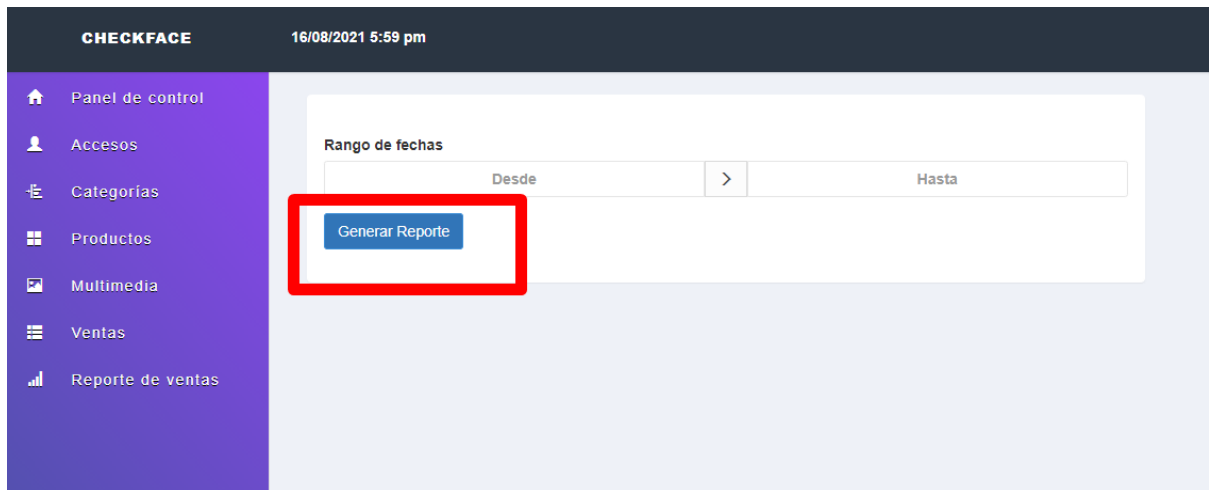 CHECKFACE
16/08/2021 5:59 pm
Panel de control
Accesos
Categorías
Productos
Multimedia
Ventas
Reporte de ventas
Rango de fechas
Desde > Hasta
Generar Reporte